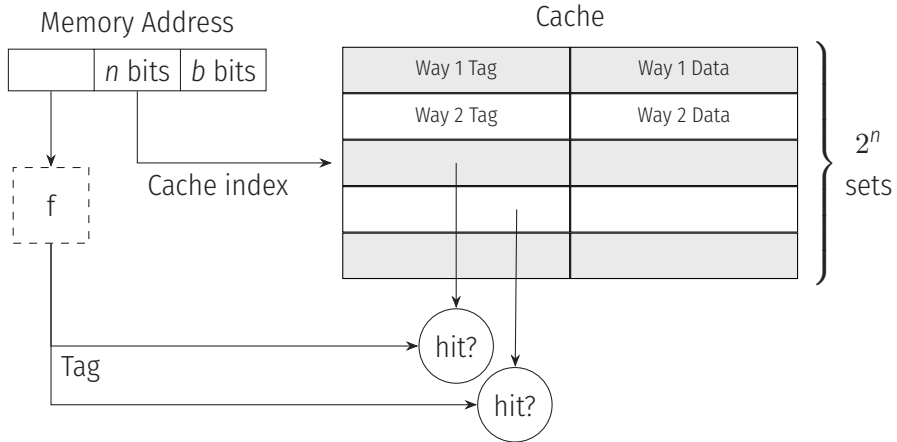 Memory Address
Cache
n bits
b bits
Way 1 Tag
Way 1 Data
Way 2 Tag
Way 2 Data
2^n
sets
Cache index
f
hit?
Tag
hit?